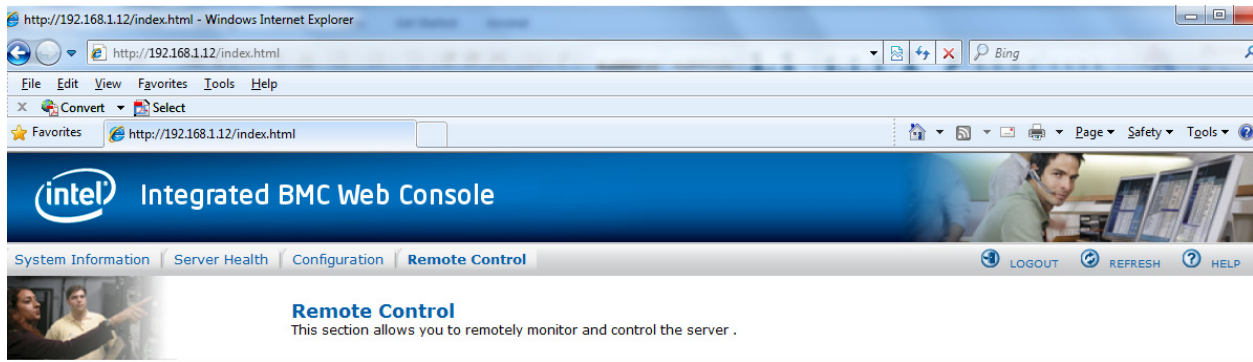 http://192.168.1.12/index.html - Windows Internet Explorer
http://192.168.1.12/index.html
Bing
File Edit View Favorites Tools Help
X Convert Select
Favorites http://192.168.1.12/index.html
Page Safety Tools
intel Integrated BMC Web Console
System Information Server Health Configuration Remote Control LOGOUT REFRESH HELP
Remote Control
This section allows you to remotely monitor and control the server .